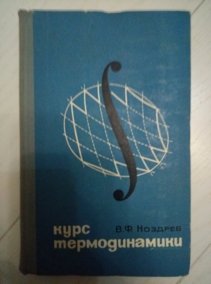 В.Ф. Ноздрев
курс
термодинамики